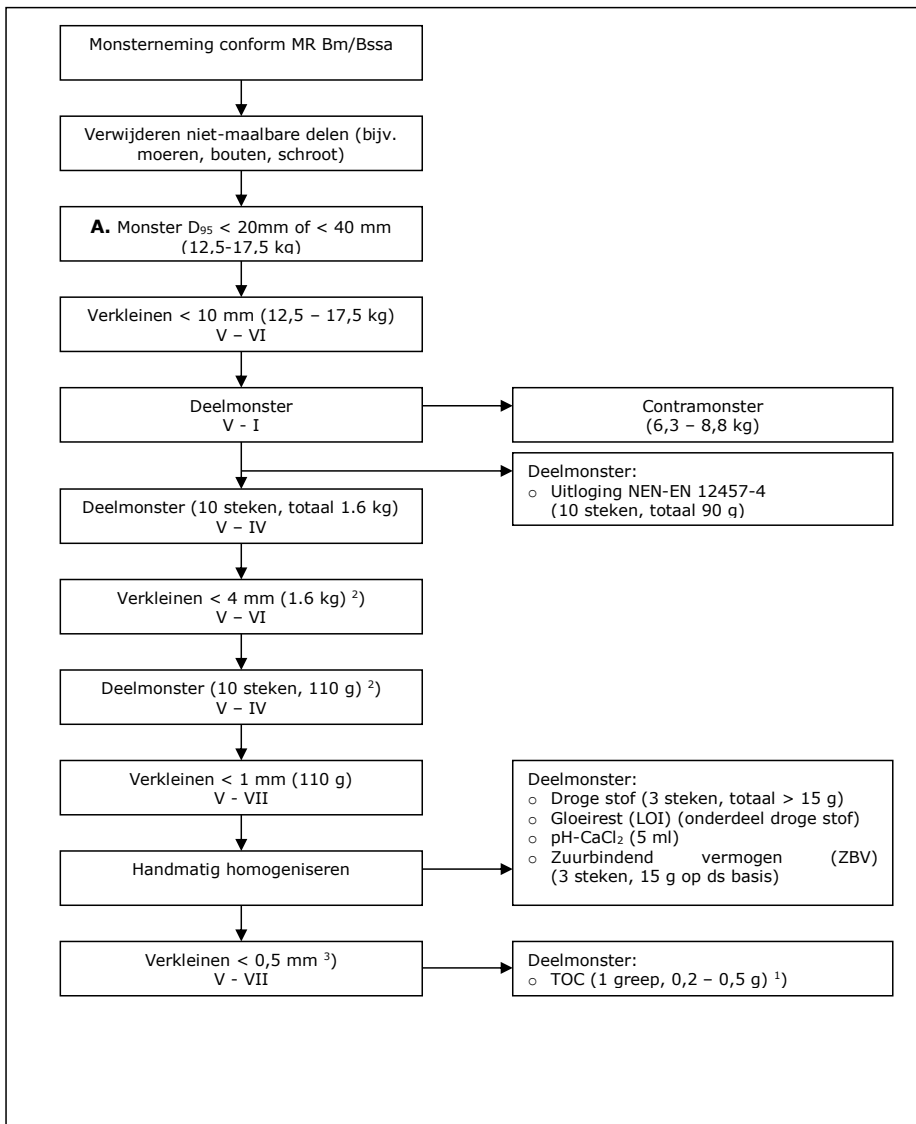 Monsterneming conform MR Bm/Bssa
Verwijderen niet-maalbare delen (bijv.
moeren, bouten, schroot)
A. Monster D₉₅ < 20mm of < 40 mm
(12,5-17,5 kg)
Verkleinen < 10 mm (12,5 – 17,5 kg)
V – VI
Deelmonster
V - I
Contramonster
(6,3 – 8,8 kg)
Deelmonster:
o Uitloging NEN-EN 12457-4
(10 steken, totaal 90 g)
Deelmonster (10 steken, totaal 1.6 kg)
V – IV
Verkleinen < 4 mm (1.6 kg) ²)
V – VI
Deelmonster (10 steken, 110 g) ²)
V – IV
Verkleinen < 1 mm (110 g)
V - VII
Deelmonster:
o Droge stof (3 steken, totaal > 15 g)
o Gloeirest (LOI) (onderdeel droge stof)
o pH-CaCl₂ (5 ml)
o Zuurbindend vermogen (ZBV)
(3 steken, 15 g op ds basis)
Handmatig homogeniseren
Verkleinen < 0,5 mm ³)
V - VII
Deelmonster:
o TOC (1 greep, 0,2 – 0,5 g) ¹)